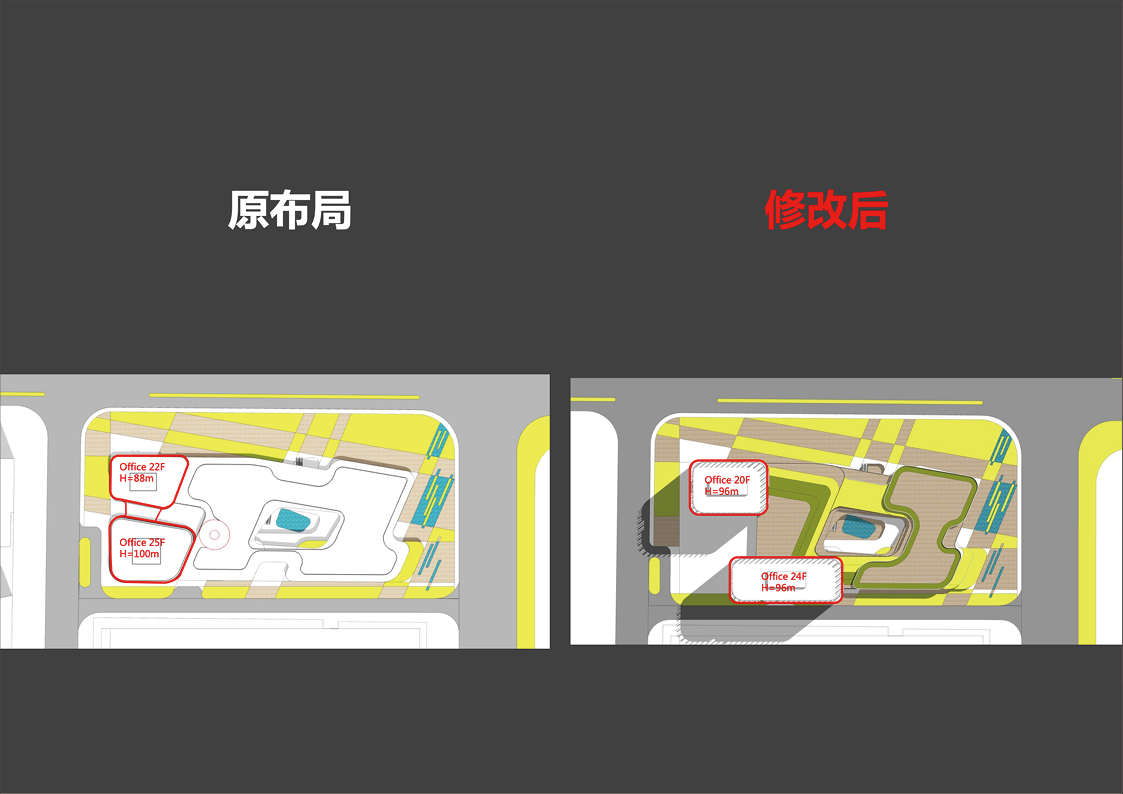 原布局
修改后
Office 22F
H=88m
Office 25F
H=100m
Office 20F
H=96m
Office 24F
H=96m